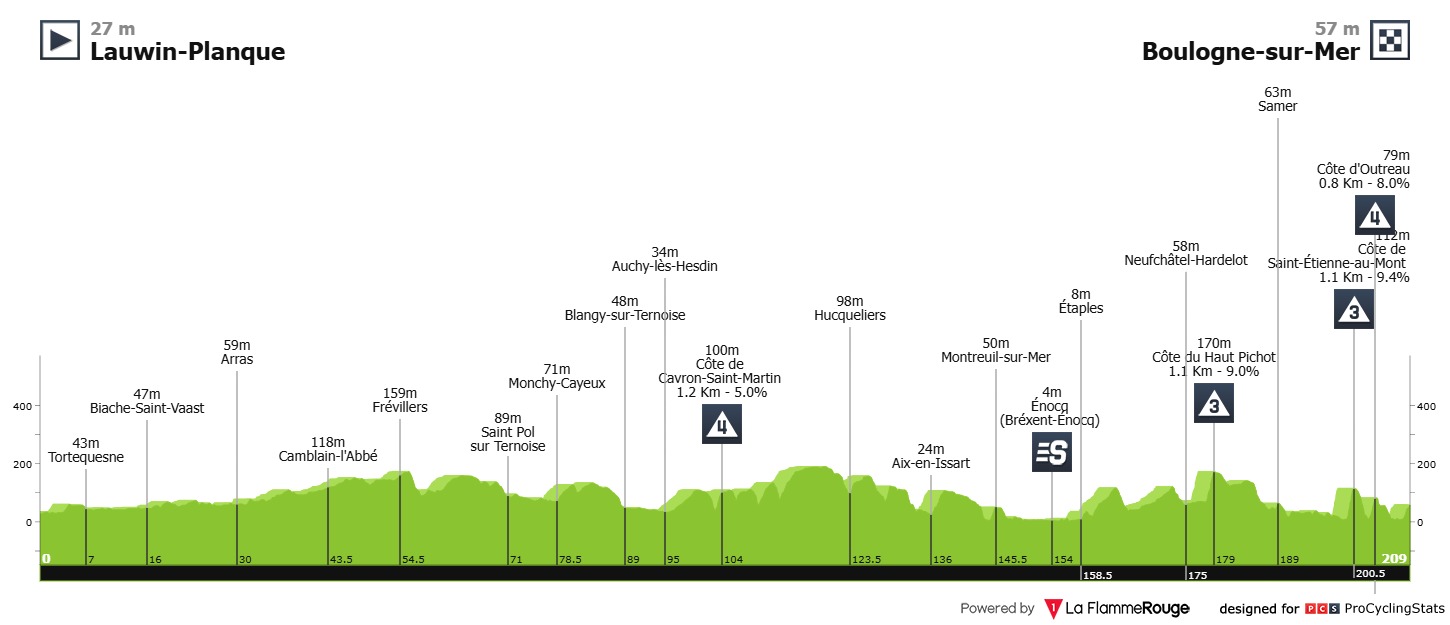 27 m
Lauwin-Planque
57 m
Boulogne-sur-Mer
63m
Samer
79m
Côte d'Outreau
0.8 Km - 8.0%
4
112m
Côte de
Saint-Étienne-au-Mont
1.1 Km - 9.4%
3
34m
Auchy-lès-Hesdin
58m
Neufchâtel-Hardelot
48m
Blangy-sur-Ternoise
98m
Hucqueliers
8m
Étaples
59m
Arras
100m
Côte de
Cavron-Saint-Martin
1.2 Km - 5.0%
4
50m
Montreuil-sur-Mer
170m
Côte du Haut Pichot
1.1 Km - 9.0%
3
71m
Monchy-Cayeux
47m
Biache-Saint-Vaast
159m
Frévillers
4m
Énocq
(Bréxent-Énocq)
S
89m
Saint Pol
sur Ternoise
43m
Tortequesne
118m
Camblain-l'Abbé
24m
Aix-en-Issart
400
200
0
400
200
0
0 7 16 30 43.5 54.5 71 78.5 89 95 104 123.5 136 145.5 154 179 189 209
158.5 175 200.5
Powered by 1 La FlammeRouge designed for PCS ProCyclingStats